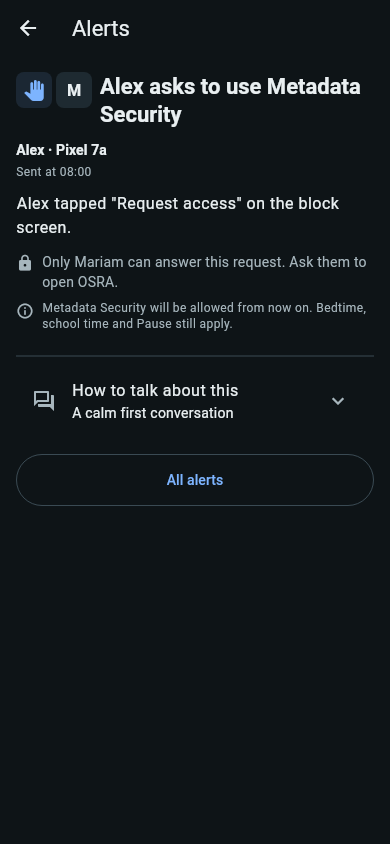 Alerts
M
Alex asks to use Metadata
Security
Alex · Pixel 7a
Sent at 08:00
Alex tapped "Request access" on the block
screen.
Only Mariam can answer this request. Ask them to
open OSRA.
Metadata Security will be allowed from now on. Bedtime,
school time and Pause still apply.
How to talk about this
A calm first conversation
All alerts